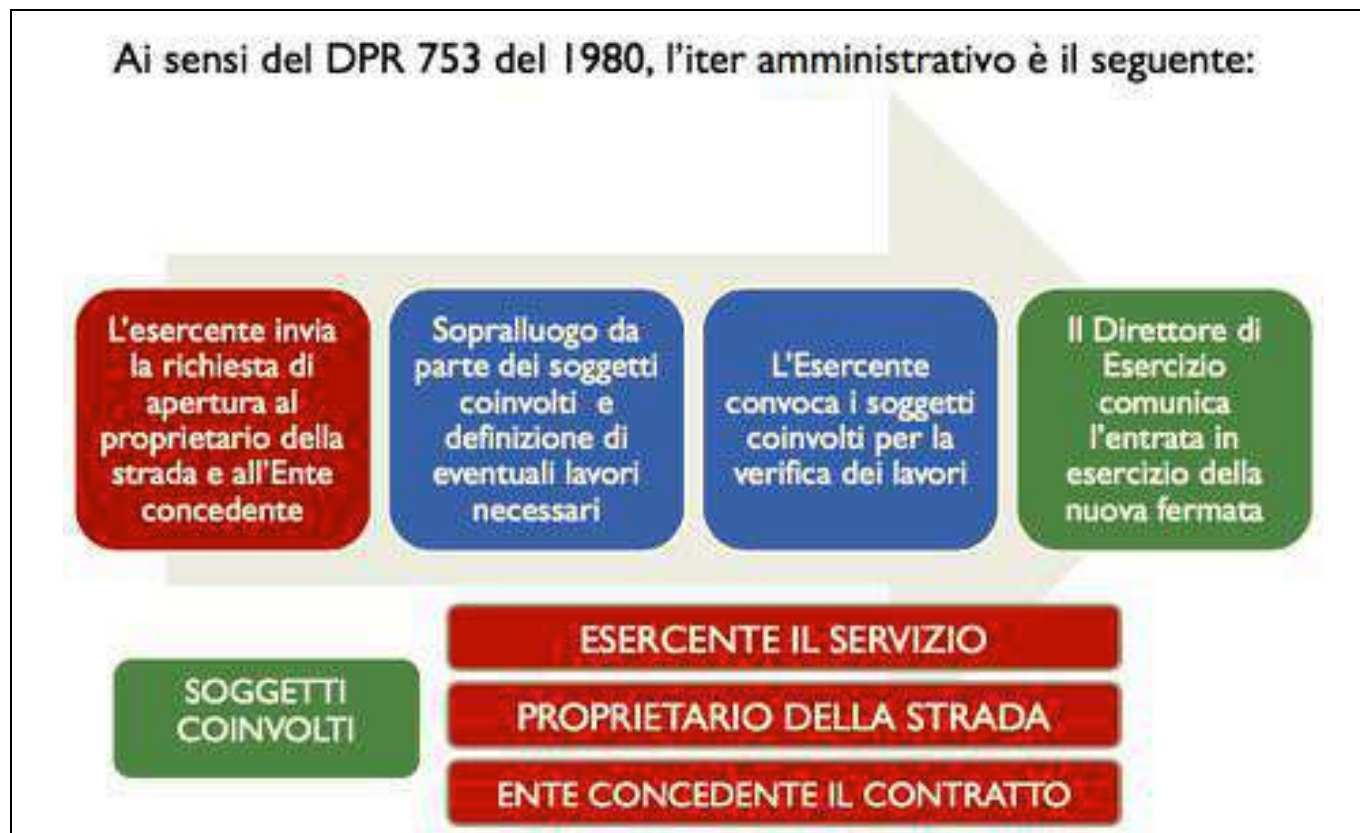 Ai sensi del DPR 753 del 1980, l'iter amministrativo è il seguente:
L'esercente invia
la richiesta di
apertura al
proprietario della
strada e all'Ente
concedente
Sopralluogo da
parte dei soggetti
coinvolti e
definizione di
eventuali lavori
necessari
L'Esercente
convoca i soggetti
coinvolti per la
verifica dei lavori
Il Direttore di
Esercizio
comunica
l'entrata in
esercizio della
nuova fermata
SOGGETTI
COINVOLTI
ESERCENTE IL SERVIZIO
PROPRIETARIO DELLA STRADA
ENTE CONCEDENTE IL CONTRATTO